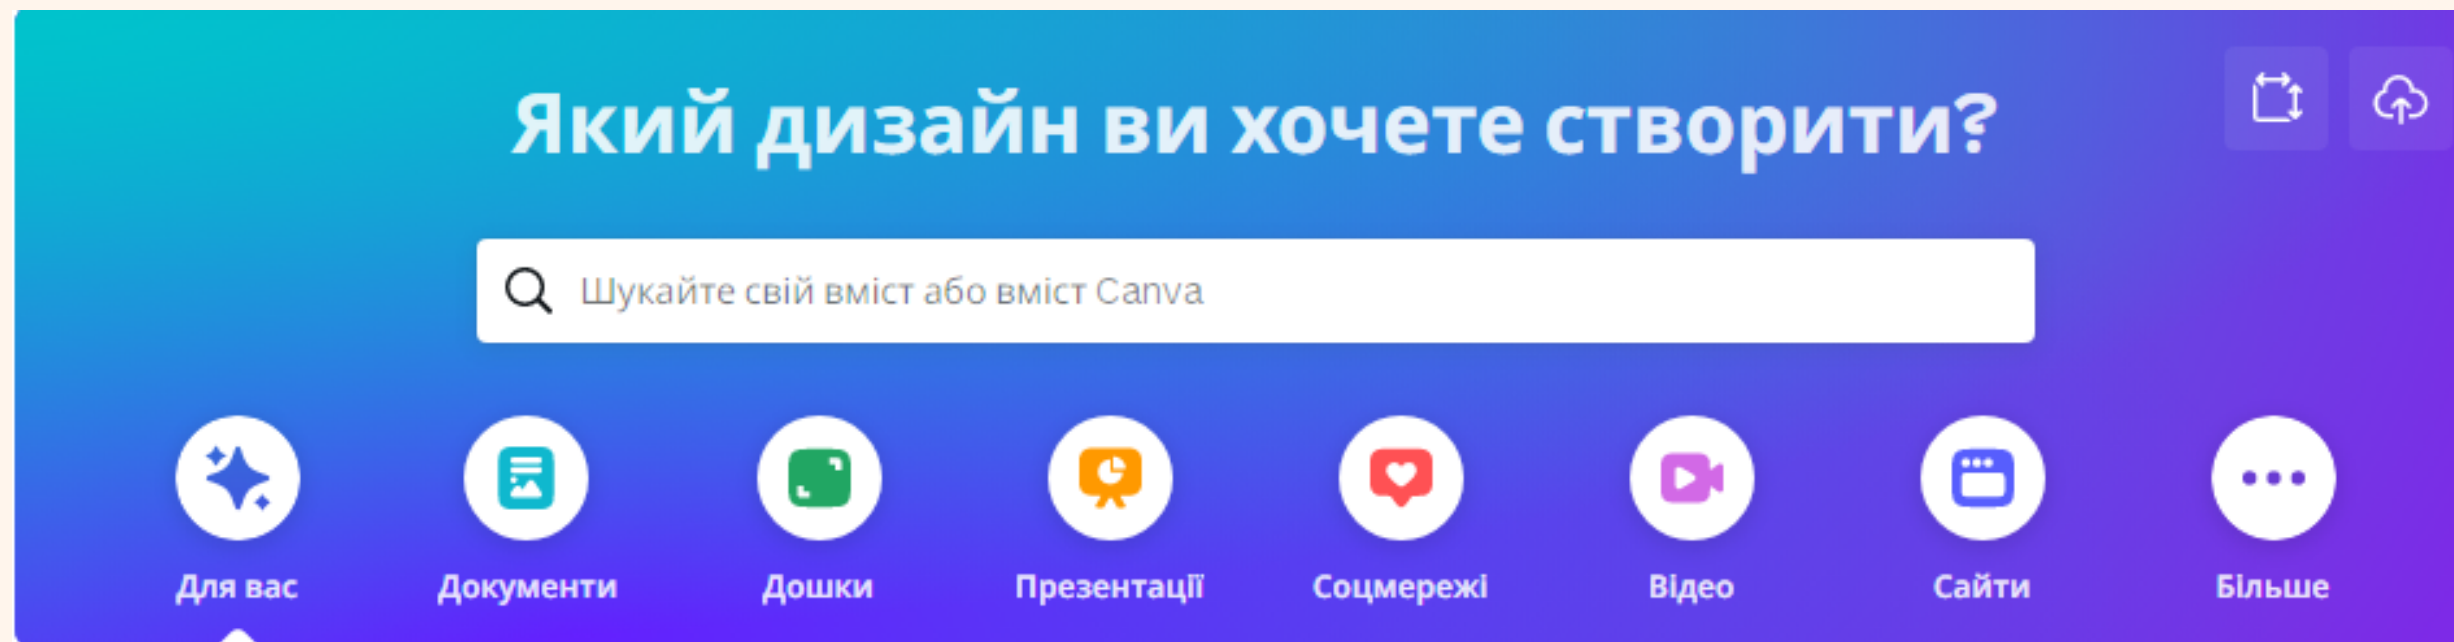 Який дизайн ви хочете створити?
Шукайте свій вміст або вміст Canva
Для вас
Документи
Дошки
Презентації
Соцмережі
Відео
Сайти
Більше